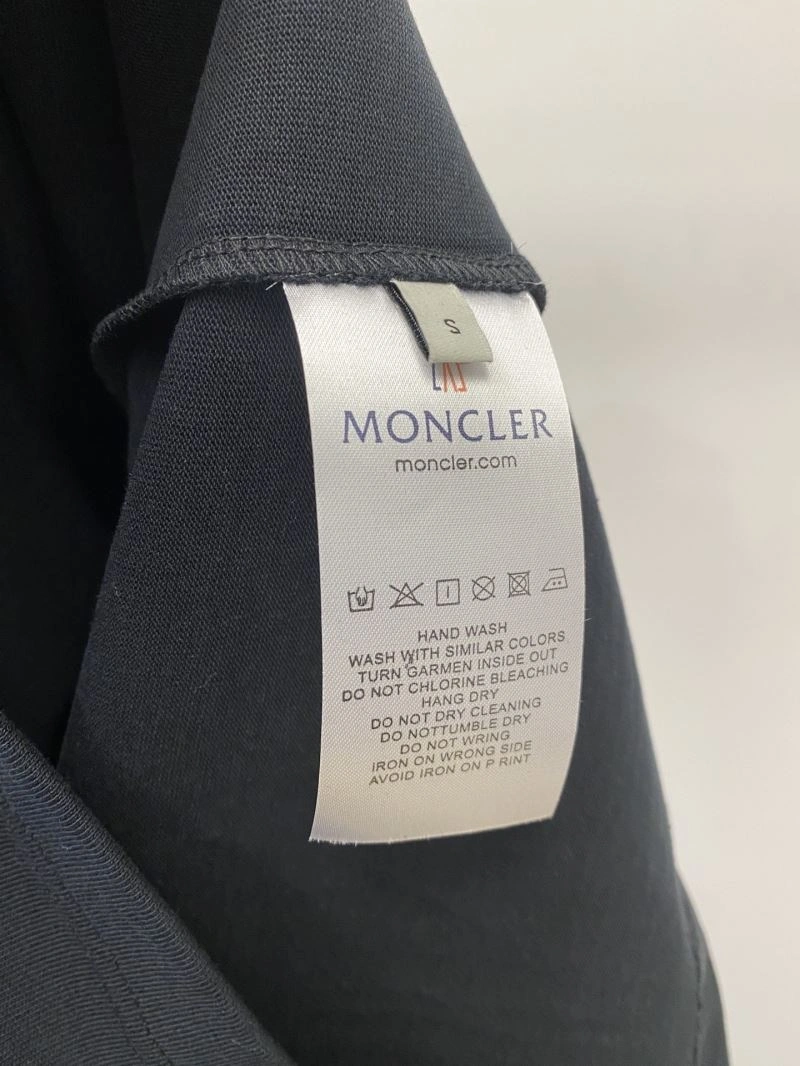 S
MONCLER
moncler.com
HAND WASH
WASH WITH SIMILAR COLORS
TURN GARMEN INSIDE OUT
DO NOT CHLORINE BLEACHING
HANG DRY
DO NOT DRY CLEANING
DO NOTTUMBLE DRY
DO NOT WRING
IRON ON WRONG SIDE
AVOID IRON ON P RINT